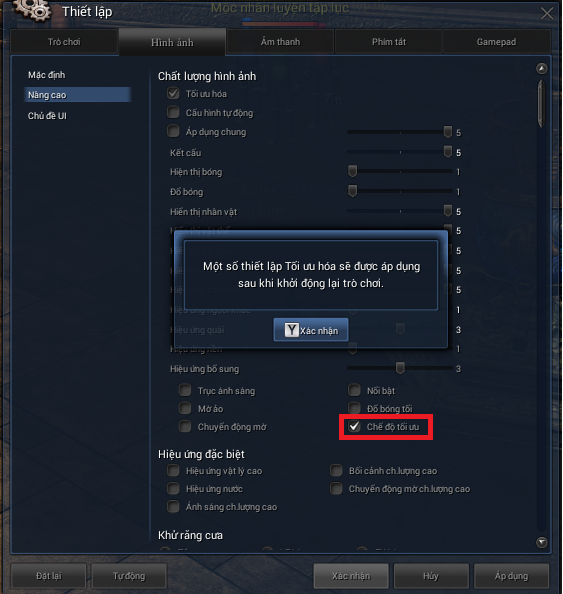 Mộc nhân luyện tập lực
Thiết lập
Trò chơi
Hình ảnh
Âm thanh
Phím tắt
Gamepad
Mặc định
Nâng cao
Chủ đề UI
Chất lượng hình ảnh
Tối ưu hóa
Cấu hình tự động
Áp dụng chung 5
Kết cấu 5
Hiện thị bóng 1
Đổ bóng 1
Hiển thị nhân vật 5
5
5
5
5
Một số thiết lập Tối ưu hóa sẽ được áp dụng
sau khi khởi động lại trò chơi.
Y Xác nhận
Hiệu ứng quái 3
Hiệu ứng nền 1
Hiệu ứng bổ sung 3
Trục ánh sáng
Nổi bật
Mờ ảo
Đổ bóng tối
Chuyển động mờ
Chế độ tối ưu
Hiệu ứng đặc biệt
Hiệu ứng vật lý cao
Bối cảnh ch.lượng cao
Hiệu ứng nước
Chuyển động mờ ch.lượng cao
Ánh sáng ch.lượng cao
Khử răng cưa
Đặt lại
Tự động
Xác nhận
Hủy
Áp dụng